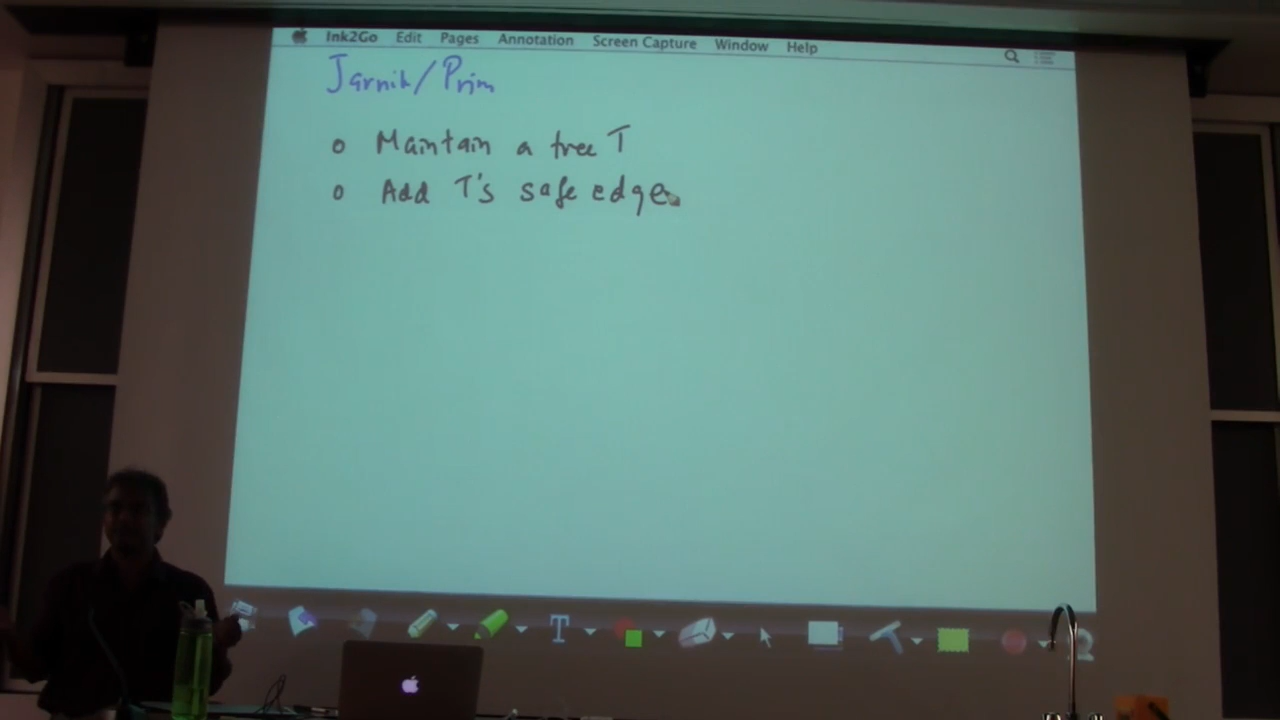 Ink2Go Edit Pages Annotation Screen Capture Window Help
Jarnik/Prim
o Maintain a tree T
o Add T's safe edge
T